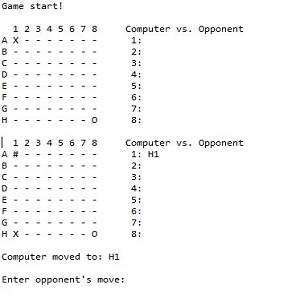 Game start!
1 2 3 4 5 6 7 8 Computer vs. Opponent
A X - - - - - - - 1:
B - - - - - - - - 2:
C - - - - - - - - 3:
D - - - - - - - - 4:
E - - - - - - - - 5:
F - - - - - - - - 6:
G - - - - - - - - 7:
H - - - - - - - O 8:
1 2 3 4 5 6 7 8 Computer vs. Opponent
A # - - - - - - - 1: H1
B - - - - - - - - 2:
C - - - - - - - - 3:
D - - - - - - - - 4:
E - - - - - - - - 5:
F - - - - - - - - 6:
G - - - - - - - - 7:
H X - - - - - - O 8:
Computer moved to: H1
Enter opponent's move: